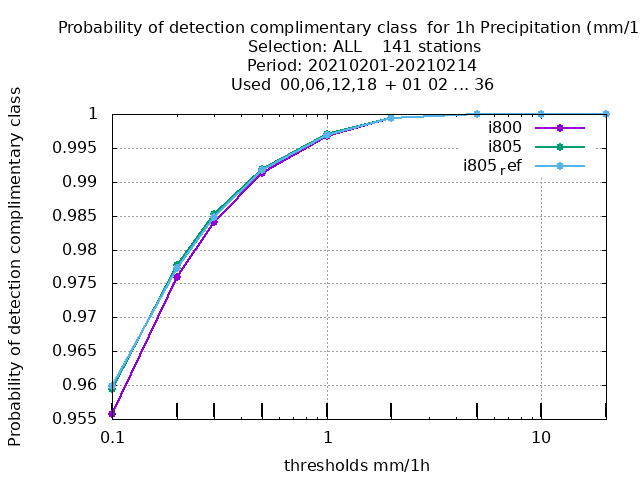 Probability of detection complimentary class for 1h Precipitation (mm/1
Selection: ALL 141 stations
Period: 20210201-20210214
Used 00,06,12,18 + 01 02 ... 36
Probability of detection complimentary class
1
0.995
0.99
0.985
0.98
0.975
0.97
0.965
0.96
0.955
i800
i805
i805ref
0.1
1
10
thresholds mm/1h